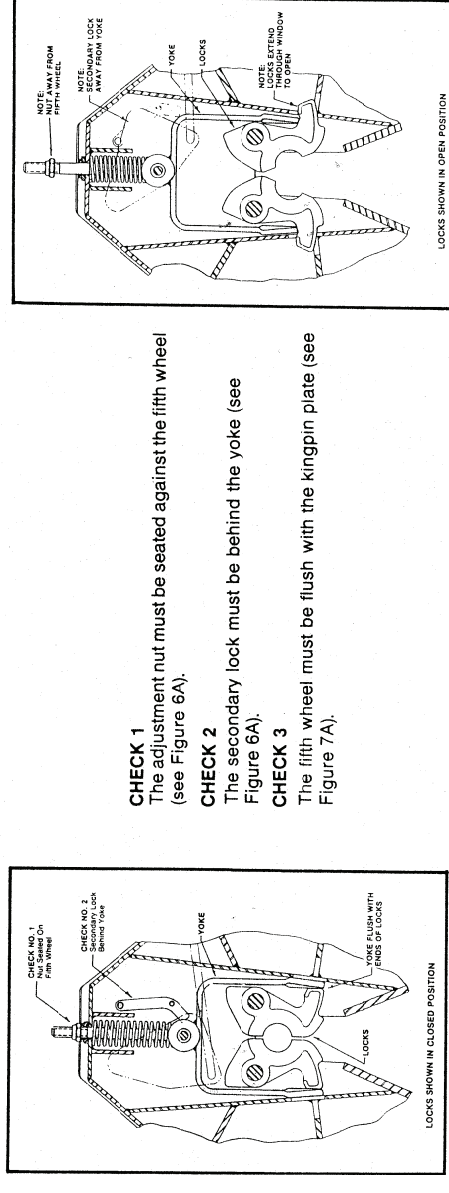 CHECK NO. 1
Nut Seated On
Fifth Wheel
CHECK NO. 2
Secondary Lock
Behind Yoke
YOKE
YOKE FLUSH WITH
ENDS OF LOCKS
LOCKS
LOCKS SHOWN IN CLOSED POSITION
CHECK 1
The adjustment nut must be seated against the fifth wheel
(see Figure 6A).
CHECK 2
The secondary lock must be behind the yoke (see
Figure 6A).
CHECK 3
The fifth wheel must be flush with the kingpin plate (see
Figure 7A).
NOTE:
NUT AWAY FROM
FIFTH WHEEL
NOTE:
SECONDARY LOCK
AWAY FROM YOKE
YOKE
LOCKS
NOTE:
LOCKS EXTEND
THROUGH WINDOW
TO OPEN
LOCKS SHOWN IN OPEN POSITION